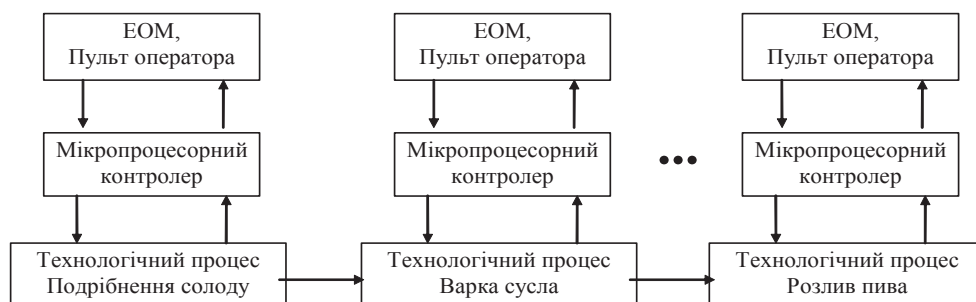 ЕОМ,
Пульт оператора
ЕОМ,
Пульт оператора
ЕОМ,
Пульт оператора
Мікропроцесорний
контролер
Мікропроцесорний
контролер
Мікропроцесорний
контролер
Технологічний процес
Подрібнення солоду
Технологічний процес
Варка сусла
Технологічний процес
Розлив пива